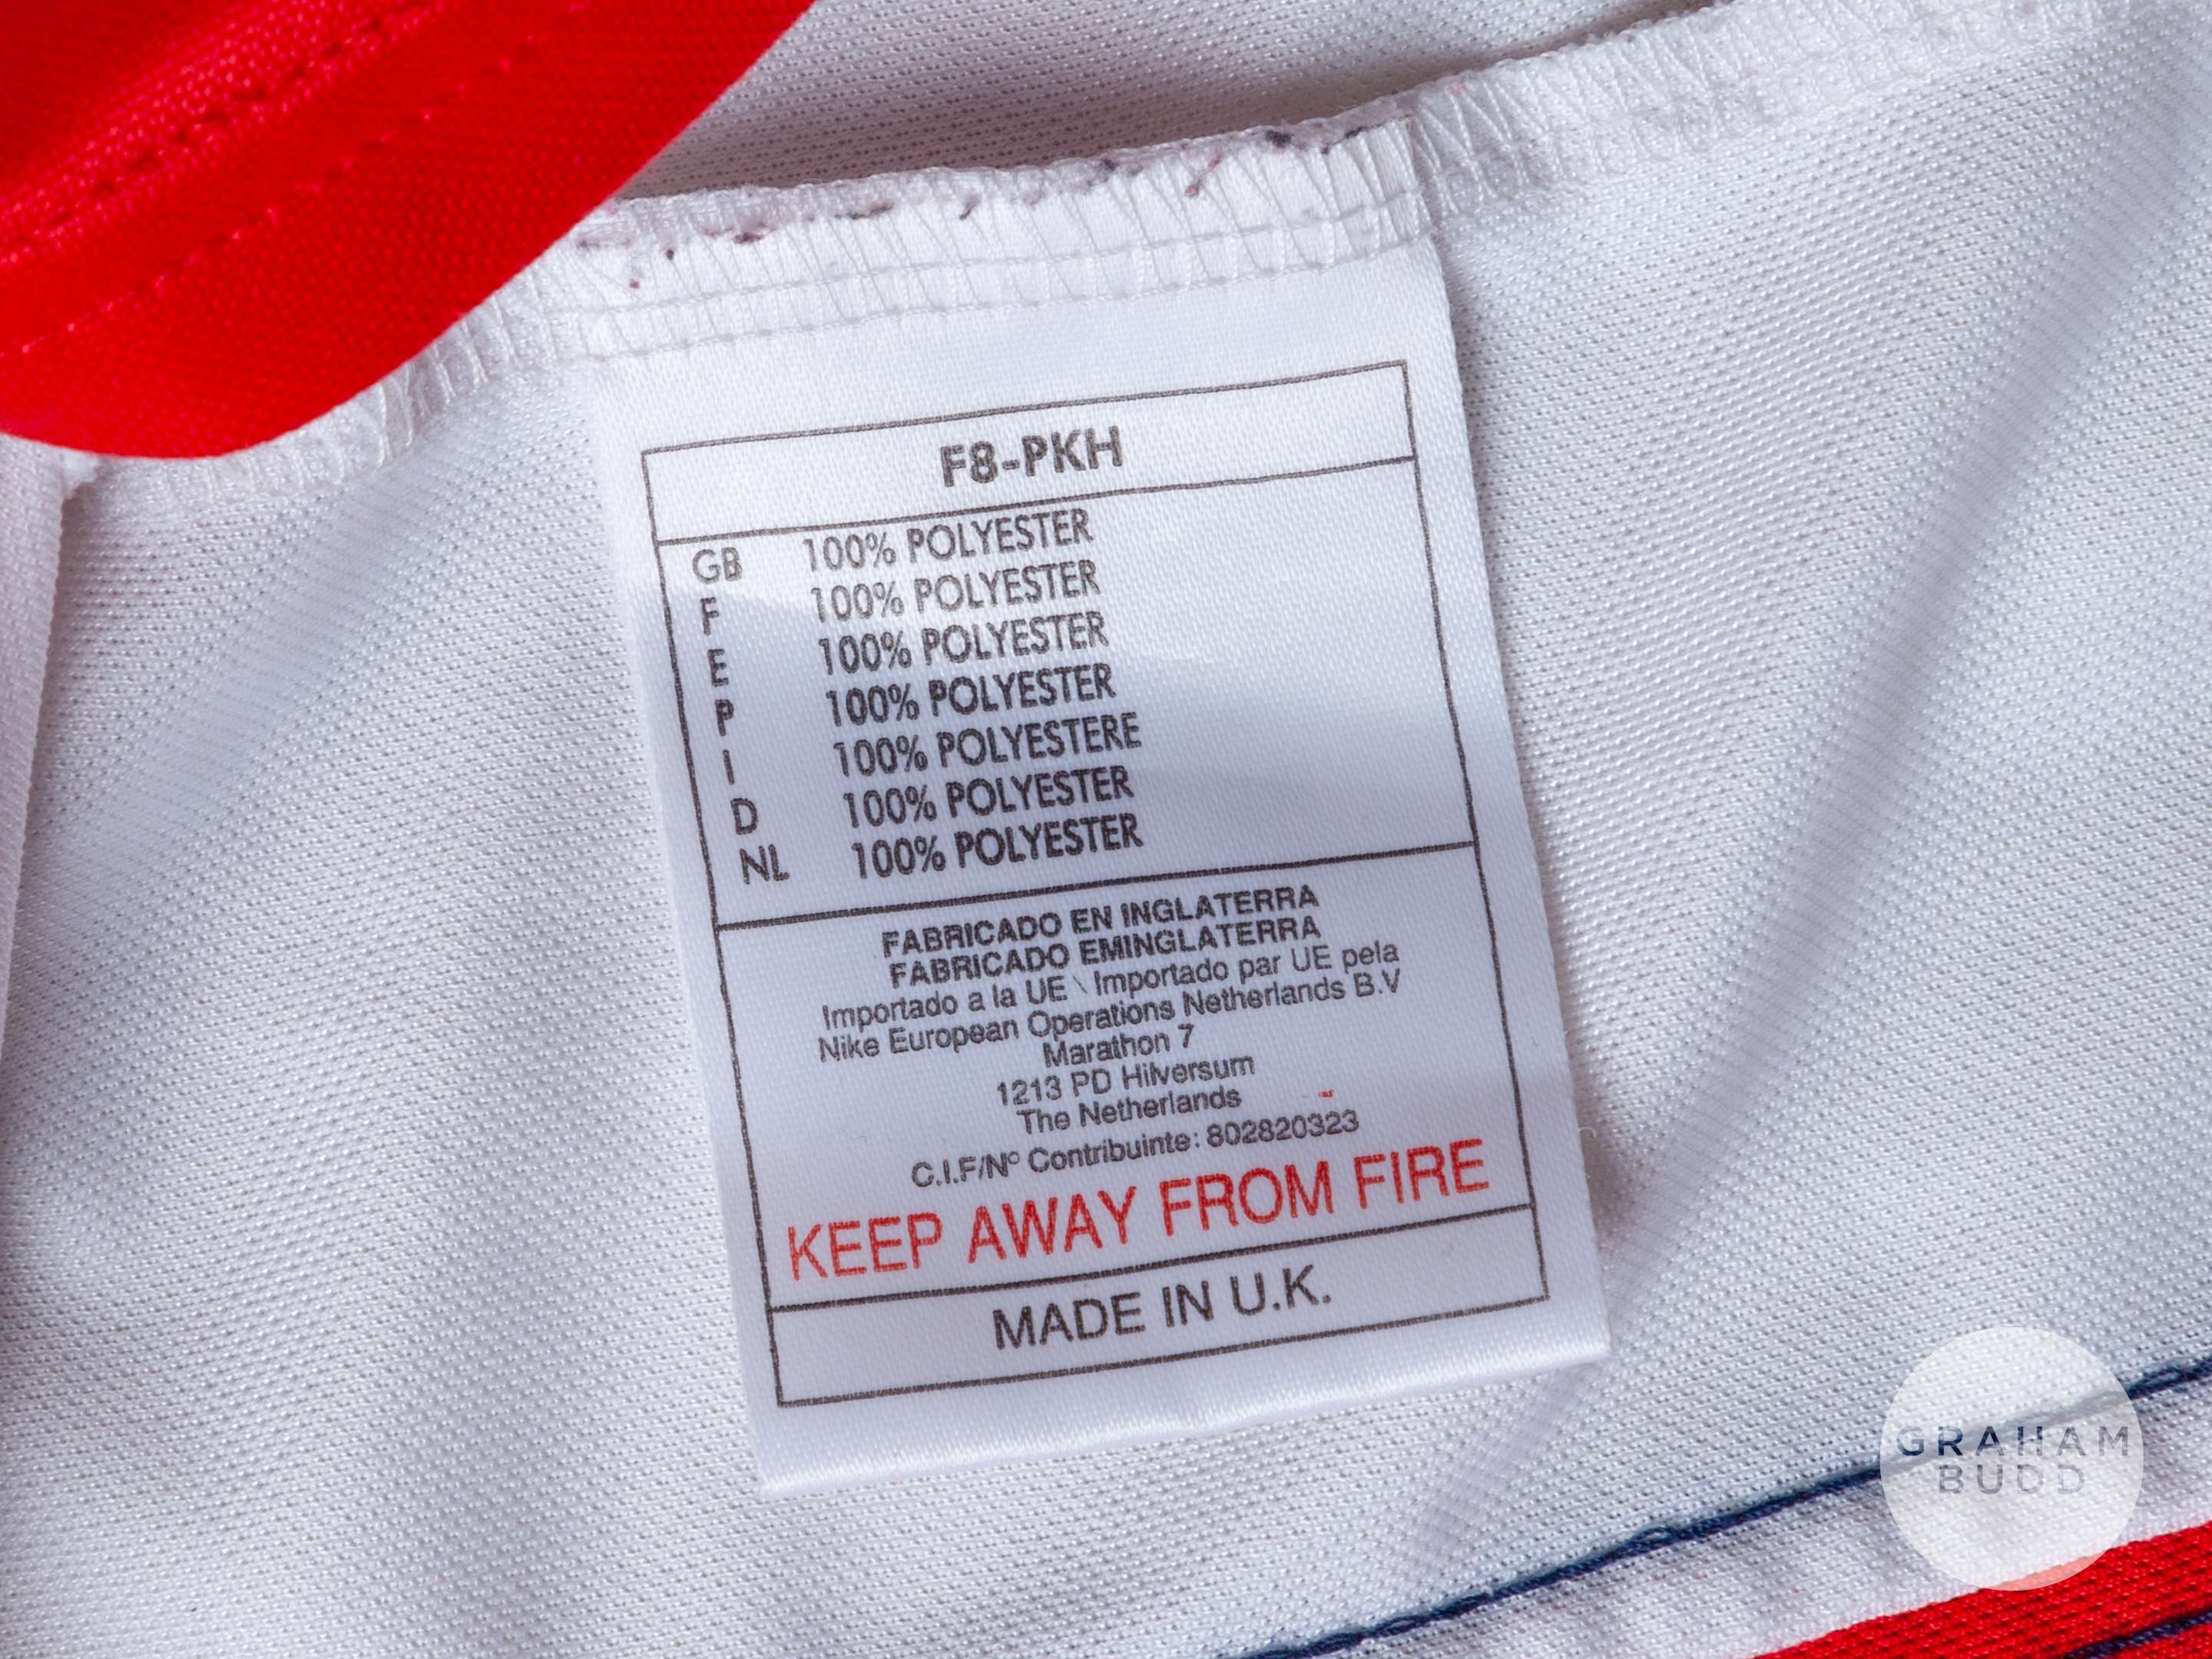 F8-PKH
GB 100% POLYESTER
F 100% POLYESTER
E 100% POLYESTER
P 100% POLYESTER
I 100% POLYESTERE
D 100% POLYESTER
NL 100% POLYESTER
FABRICADO EN INGLATERRA
FABRICADO EMINGLATERRA
Importado a la UE \ Importado par UE pela
Nike European Operations Netherlands B.V
Marathon 7
1213 PD Hilversum
The Netherlands
C.I.F/Nº Contribuinte: 802820323
KEEP AWAY FROM FIRE
MADE IN U.K.
GRAHAM
BUDD